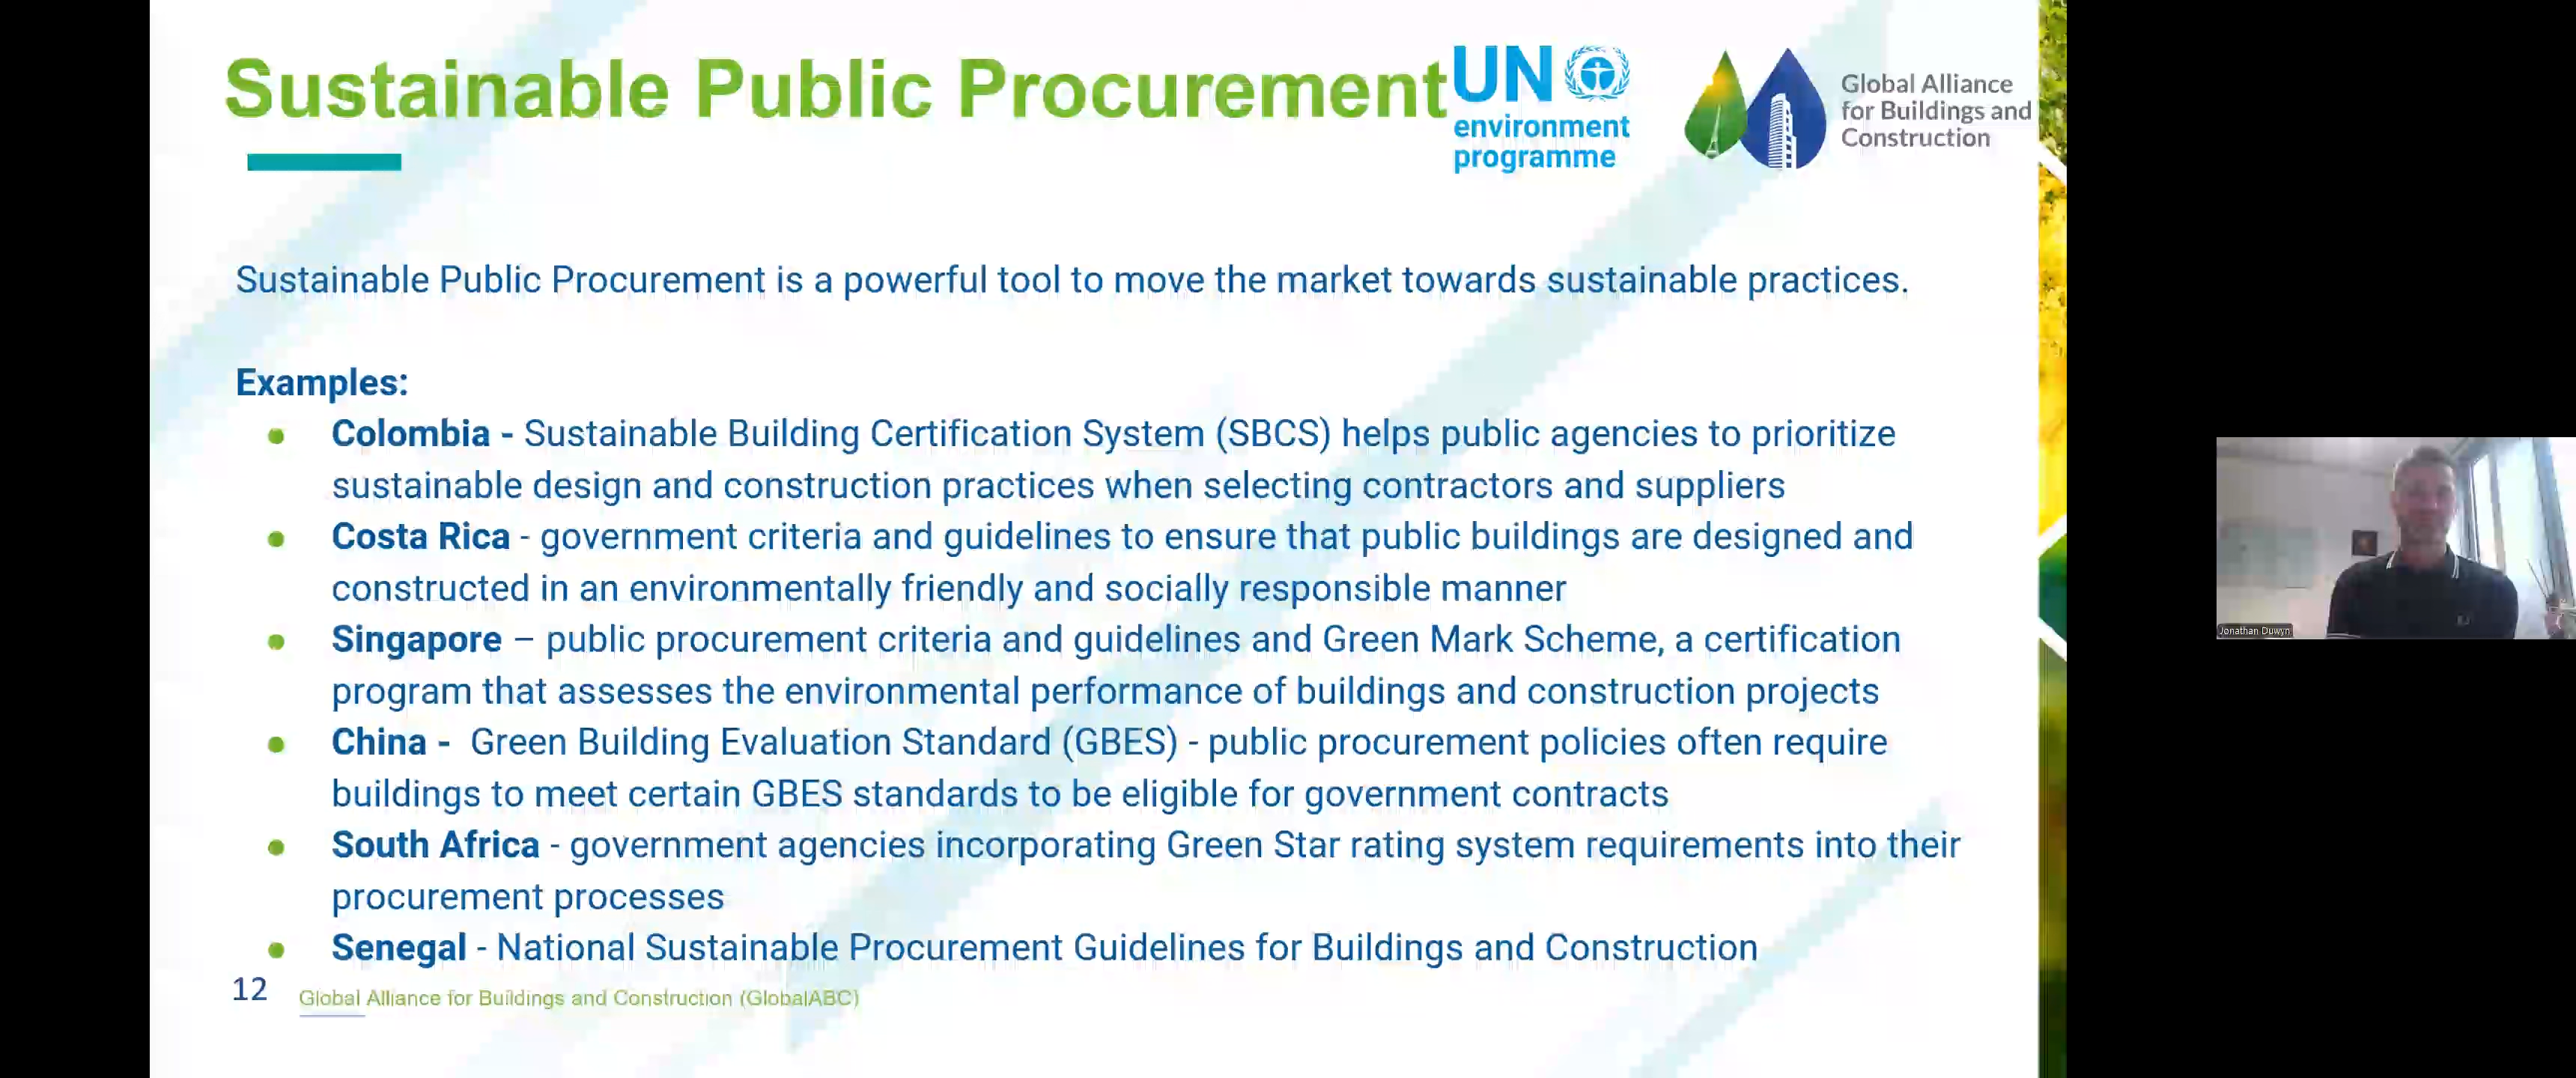 Sustainable Public Procurement
UN
environment
programme
Global Alliance
for Buildings and
Construction
Sustainable Public Procurement is a powerful tool to move the market towards sustainable practices.
Examples:
Colombia - Sustainable Building Certification System (SBCS) helps public agencies to prioritize
sustainable design and construction practices when selecting contractors and suppliers
Costa Rica - government criteria and guidelines to ensure that public buildings are designed and
constructed in an environmentally friendly and socially responsible manner
Singapore – public procurement criteria and guidelines and Green Mark Scheme, a certification
program that assesses the environmental performance of buildings and construction projects
China -  Green Building Evaluation Standard (GBES) - public procurement policies often require
buildings to meet certain GBES standards to be eligible for government contracts
South Africa - government agencies incorporating Green Star rating system requirements into their
procurement processes
Senegal - National Sustainable Procurement Guidelines for Buildings and Construction
12
Global Alliance for Buildings and Construction (GlobalABC)
Jonathan Duwyn